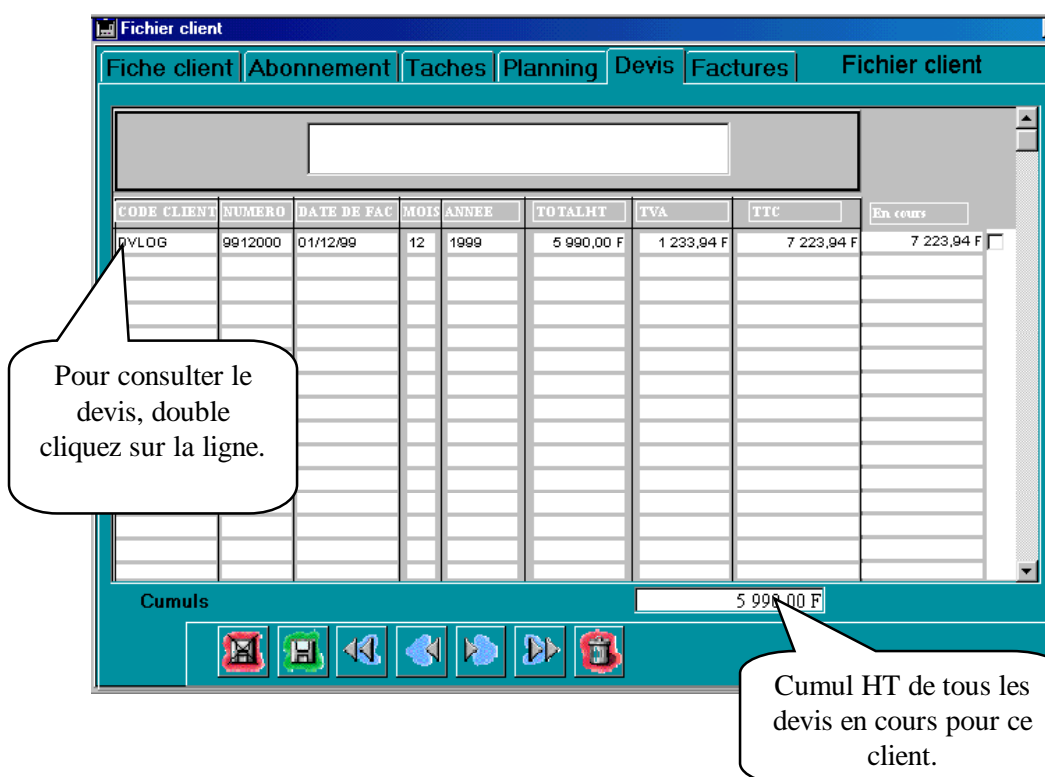 Fichier client
Fiche client Abonnement Taches Planning Devis Factures Fichier client
CODE CLIENT NUMERO DATE DE FAC MOIS ANNEE TOTALHT TVA TTC En cours
DVLOG 9912000 01/12/99 12 1999 5 990,00 F 1 233,94 F 7 223,94 F 7 223,94 F
Pour consulter le
devis, double
cliquez sur la ligne.
Cumuls 5 990,00 F
Cumul HT de tous les
devis en cours pour ce
client.